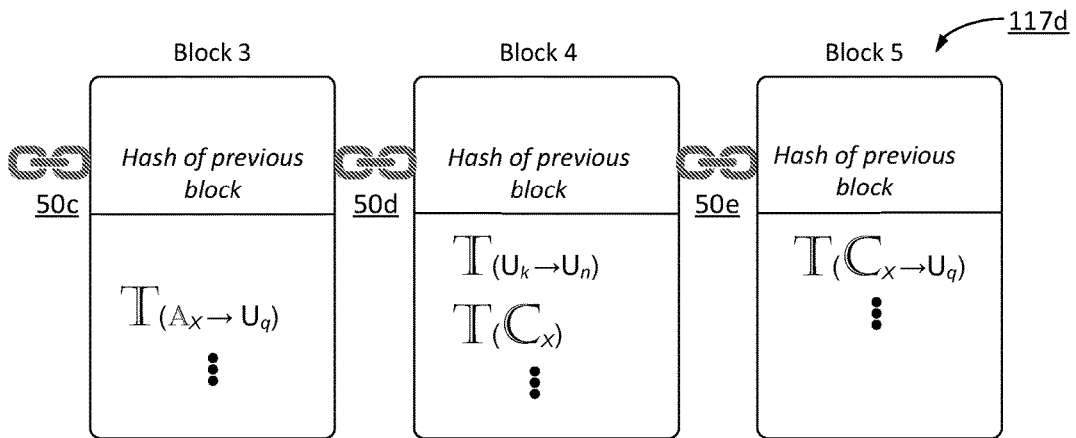 117d
Block 3
Block 4
Block 5
Hash of previous
block
Hash of previous
block
Hash of previous
block
50c
50d
50e
𝕋(𝔸X → Uq)
𝕋(Uk → Un)
𝕋(ℂX)
𝕋(ℂX → Uq)